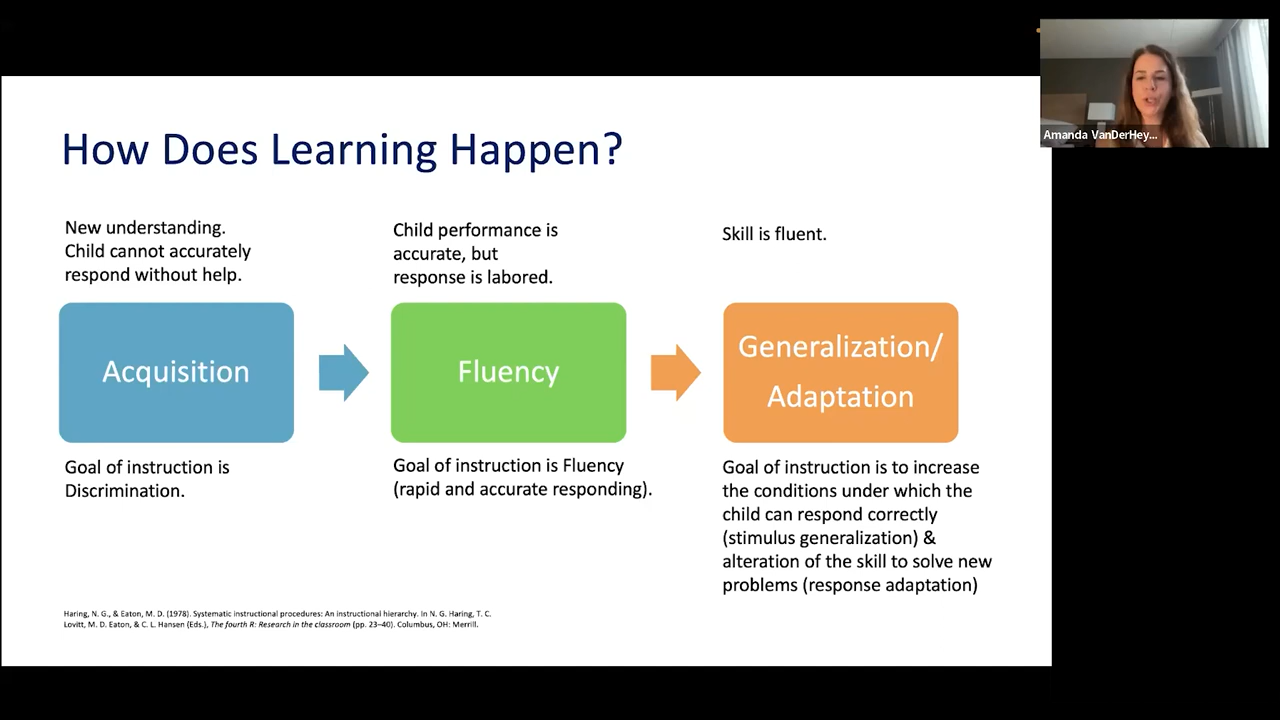 How Does Learning Happen?
New understanding.
Child cannot accurately
respond without help.
Child performance is
accurate, but
response is labored.
Skill is fluent.
Acquisition
Fluency
Generalization/
Adaptation
Goal of instruction is
Discrimination.
Goal of instruction is Fluency
(rapid and accurate responding).
Goal of instruction is to increase
the conditions under which the
child can respond correctly
(stimulus generalization) &
alteration of the skill to solve new
problems (response adaptation)
Haring, N. G., & Eaton, M. D. (1978). Systematic instructional procedures: An instructional hierarchy. In N. G. Haring, T. C.
Lovitt, M. D. Eaton, & C. L. Hansen (Eds.), The fourth R: Research in the classroom (pp. 23–40). Columbus, OH: Merrill.
Amanda VanDerHey...